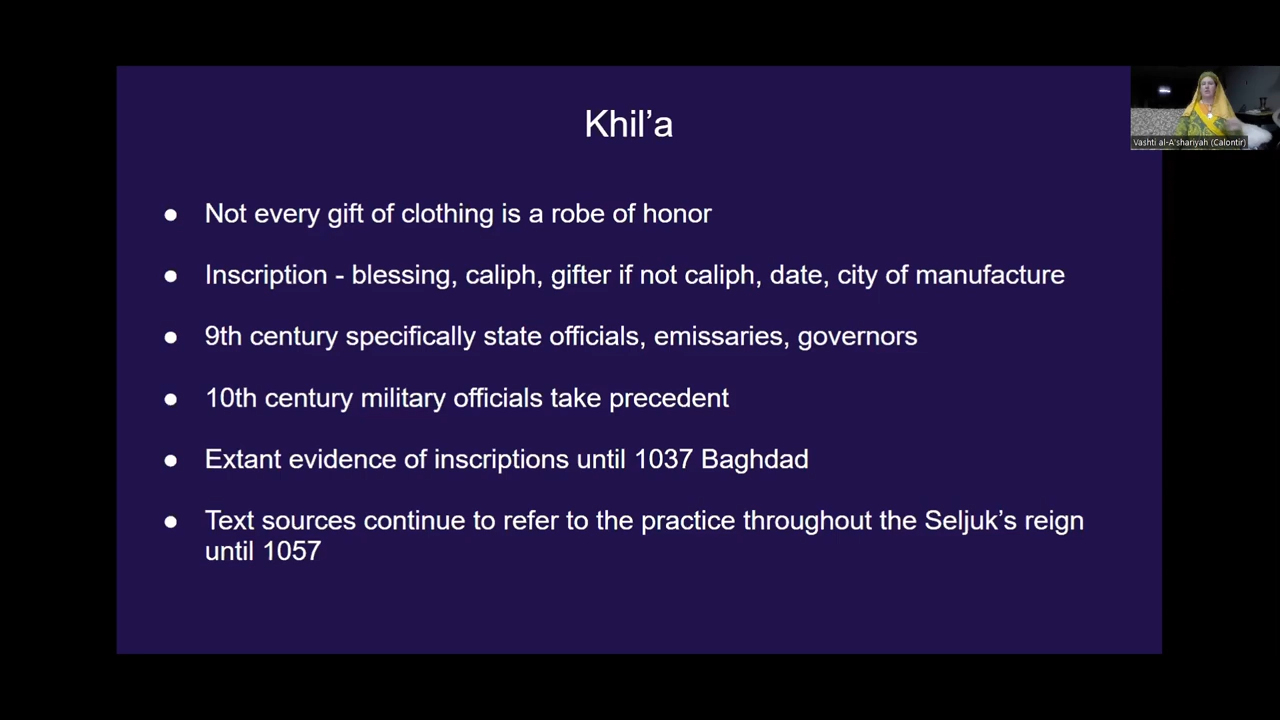 Khil’a
● Not every gift of clothing is a robe of honor
● Inscription - blessing, caliph, gifter if not caliph, date, city of manufacture
● 9th century specifically state officials, emissaries, governors
● 10th century military officials take precedent
● Extant evidence of inscriptions until 1037 Baghdad
● Text sources continue to refer to the practice throughout the Seljuk’s reign
until 1057
Vashti al-A'shariyah (Calontir)